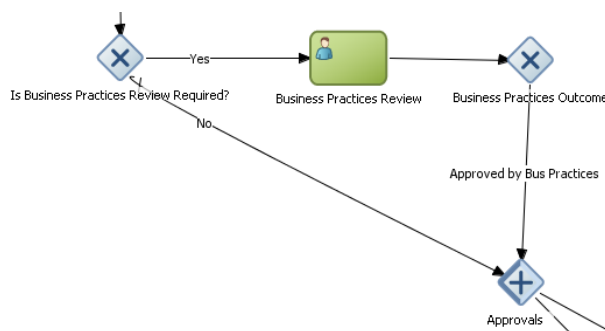 Yes
Is Business Practices Review Required?
Business Practices Review
Business Practices Outcome
No
Approved by Bus Practices
Approvals